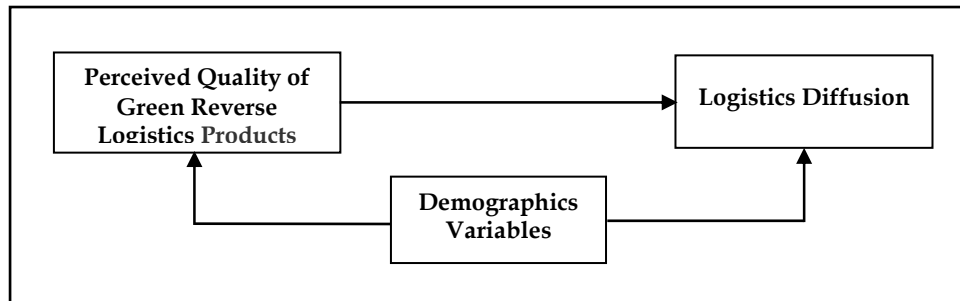 Perceived Quality of
Green Reverse
Logistics Products
Logistics Diffusion
Demographics
Variables